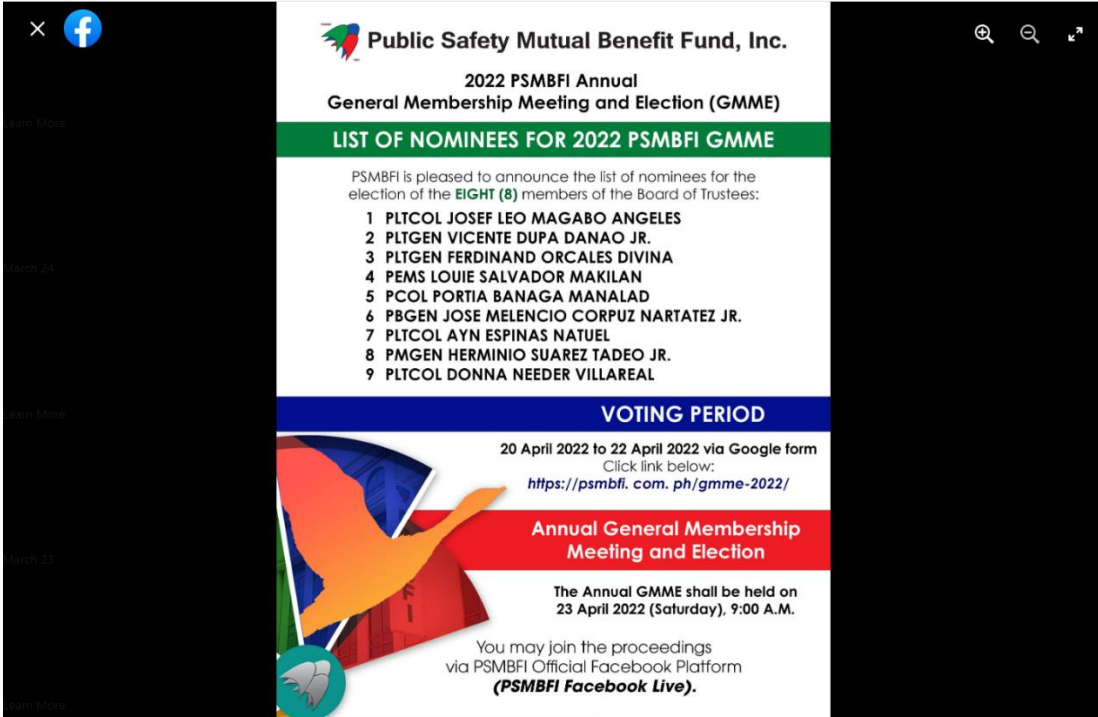 Public Safety Mutual Benefit Fund, Inc.
2022 PSMBFI Annual
General Membership Meeting and Election (GMME)
LIST OF NOMINEES FOR 2022 PSMBFI GMME
PSMBFI is pleased to announce the list of nominees for the
election of the EIGHT (8) members of the Board of Trustees:
1 PLTCOL JOSEF LEO MAGABO ANGELES
2 PLTGEN VICENTE DUPA DANAO JR.
3 PLTGEN FERDINAND ORCALES DIVINA
4 PEMS LOUIE SALVADOR MAKILAN
5 PCOL PORTIA BANAGA MANALAD
6 PBGEN JOSE MELENCIO CORPUZ NARTATEZ JR.
7 PLTCOL AYN ESPINAS NATUEL
8 PMGEN HERMINIO SUAREZ TADEO JR.
9 PLTCOL DONNA NEEDER VILLAREAL
VOTING PERIOD
20 April 2022 to 22 April 2022 via Google form
Click link below:
https://psmbfi. com. ph/gmme-2022/
Annual General Membership
Meeting and Election
The Annual GMME shall be held on
23 April 2022 (Saturday), 9:00 A.M.
You may join the proceedings
via PSMBFI Official Facebook Platform
(PSMBFI Facebook Live).
Learn More
March 24
Learn More
March 23
Learn More